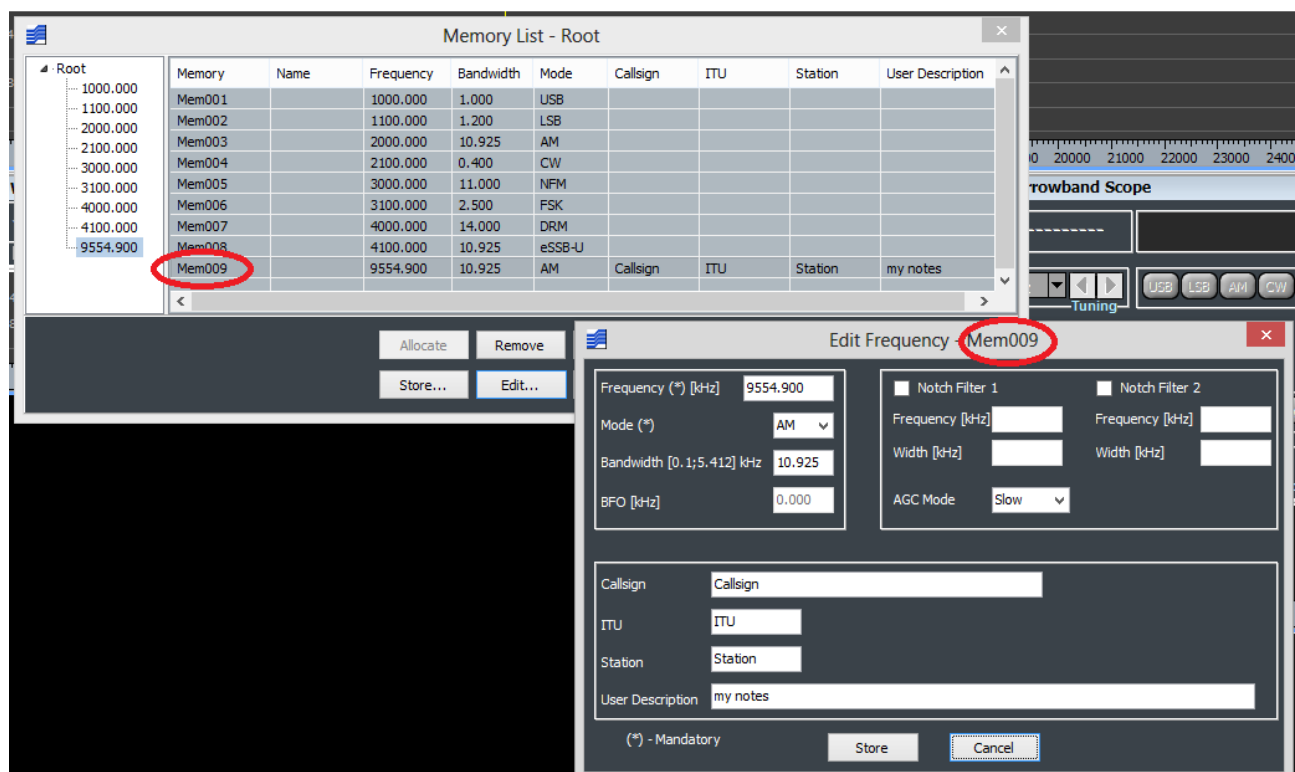 Memory List - Root
Root
1000.000
1100.000
2000.000
2100.000
3000.000
3100.000
4000.000
4100.000
9554.900
Memory Name Frequency Bandwidth Mode Callsign ITU Station User Description
Mem001 1000.000 1.000 USB
Mem002 1100.000 1.200 LSB
Mem003 2000.000 10.925 AM
Mem004 2100.000 0.400 CW
Mem005 3000.000 11.000 NFM
Mem006 3100.000 2.500 FSK
Mem007 4000.000 14.000 DRM
Mem008 4100.000 10.925 eSSB-U
Mem009 9554.900 10.925 AM Callsign ITU Station my notes
Allocate Remove
Store... Edit...
20000 21000 22000 23000 2400
rrowband Scope
USB LSB AM CW
Tuning
Edit Frequency - Mem009
Frequency (*) [kHz] 9554.900
Mode (*) AM
Bandwidth [0.1;5.412] kHz 10.925
BFO [kHz] 0.000
Notch Filter 1 Notch Filter 2
Frequency [kHz] Frequency [kHz]
Width [kHz] Width [kHz]
AGC Mode Slow
Callsign Callsign
ITU ITU
Station Station
User Description my notes
(*) - Mandatory Store Cancel